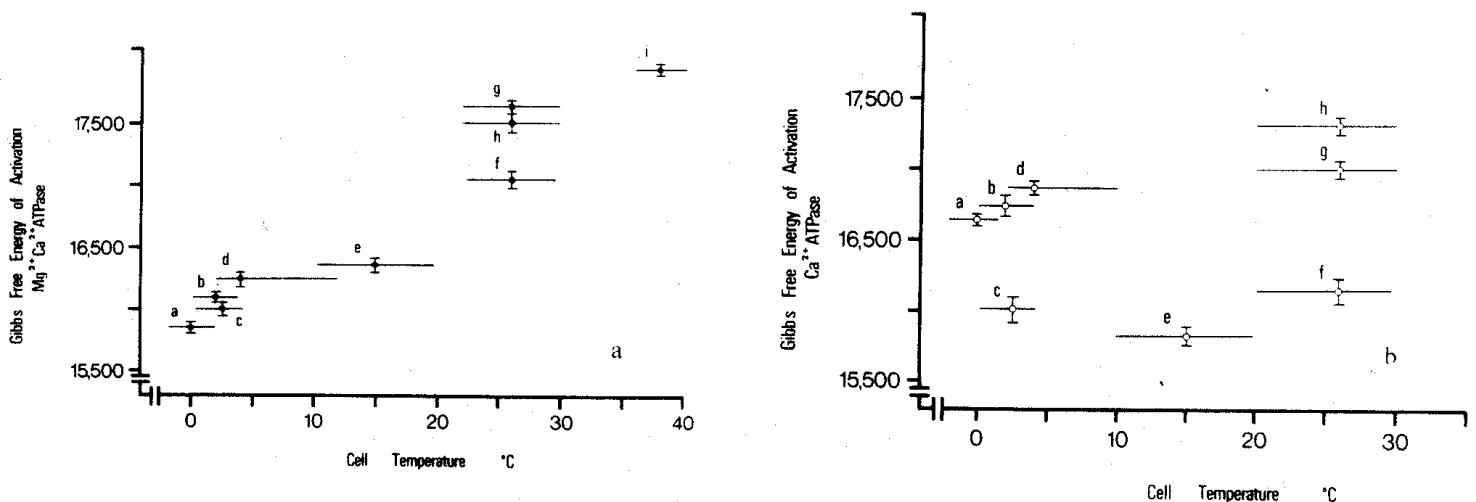 Gibbs Free Energy of Activation
Mg²⁺Ca²⁺ATPase
17,500
16,500
15,500
a
b
c
d
e
f
g
h
i
a
0
10
20
30
40
Cell Temperature °C
Gibbs Free Energy of Activation
Ca²⁺ATPase
17,500
16,500
15,500
a
b
c
d
e
f
g
h
b
0
10
20
30
Cell Temperature °C